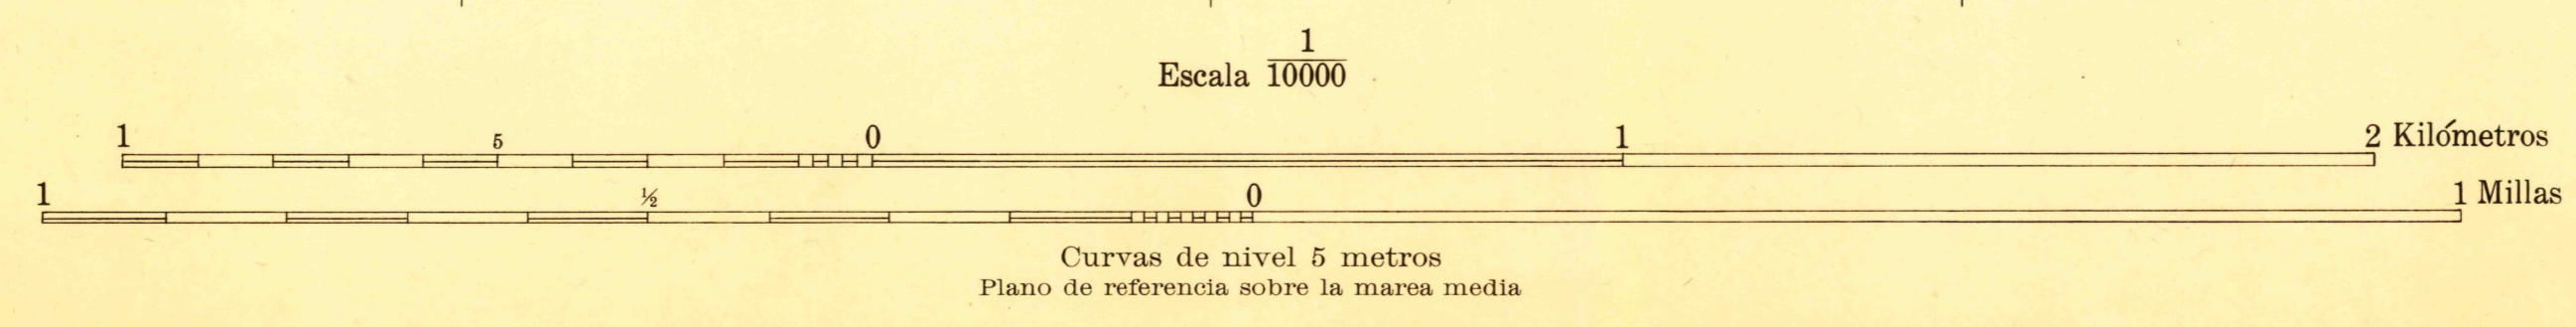 Escala 1/10000
1 5 0 1 2 Kilómetros
1 ½ 0 1 Millas
Curvas de nivel 5 metros
Plano de referencia sobre la marea media